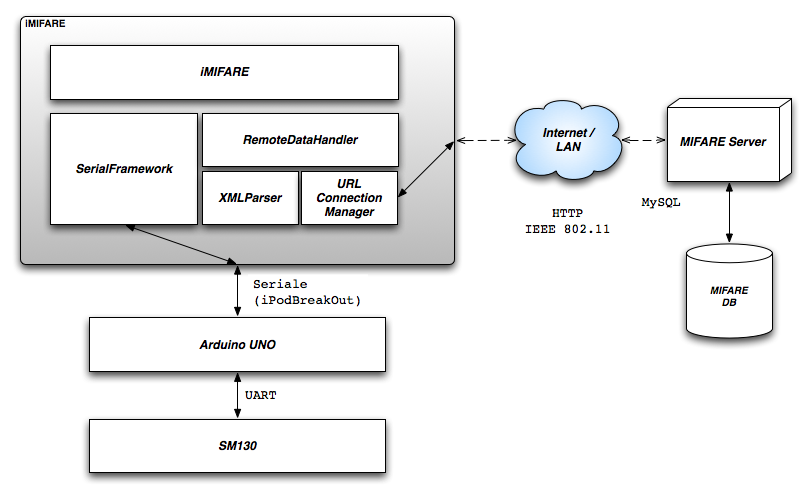 iMIFARE
iMIFARE
SerialFramework
RemoteDataHandler
XMLParser
URL
Connection
Manager
Internet /
LAN
MIFARE Server
HTTP
IEEE 802.11
MySQL
MIFARE
DB
Seriale
(iPodBreakOut)
Arduino UNO
UART
SM130